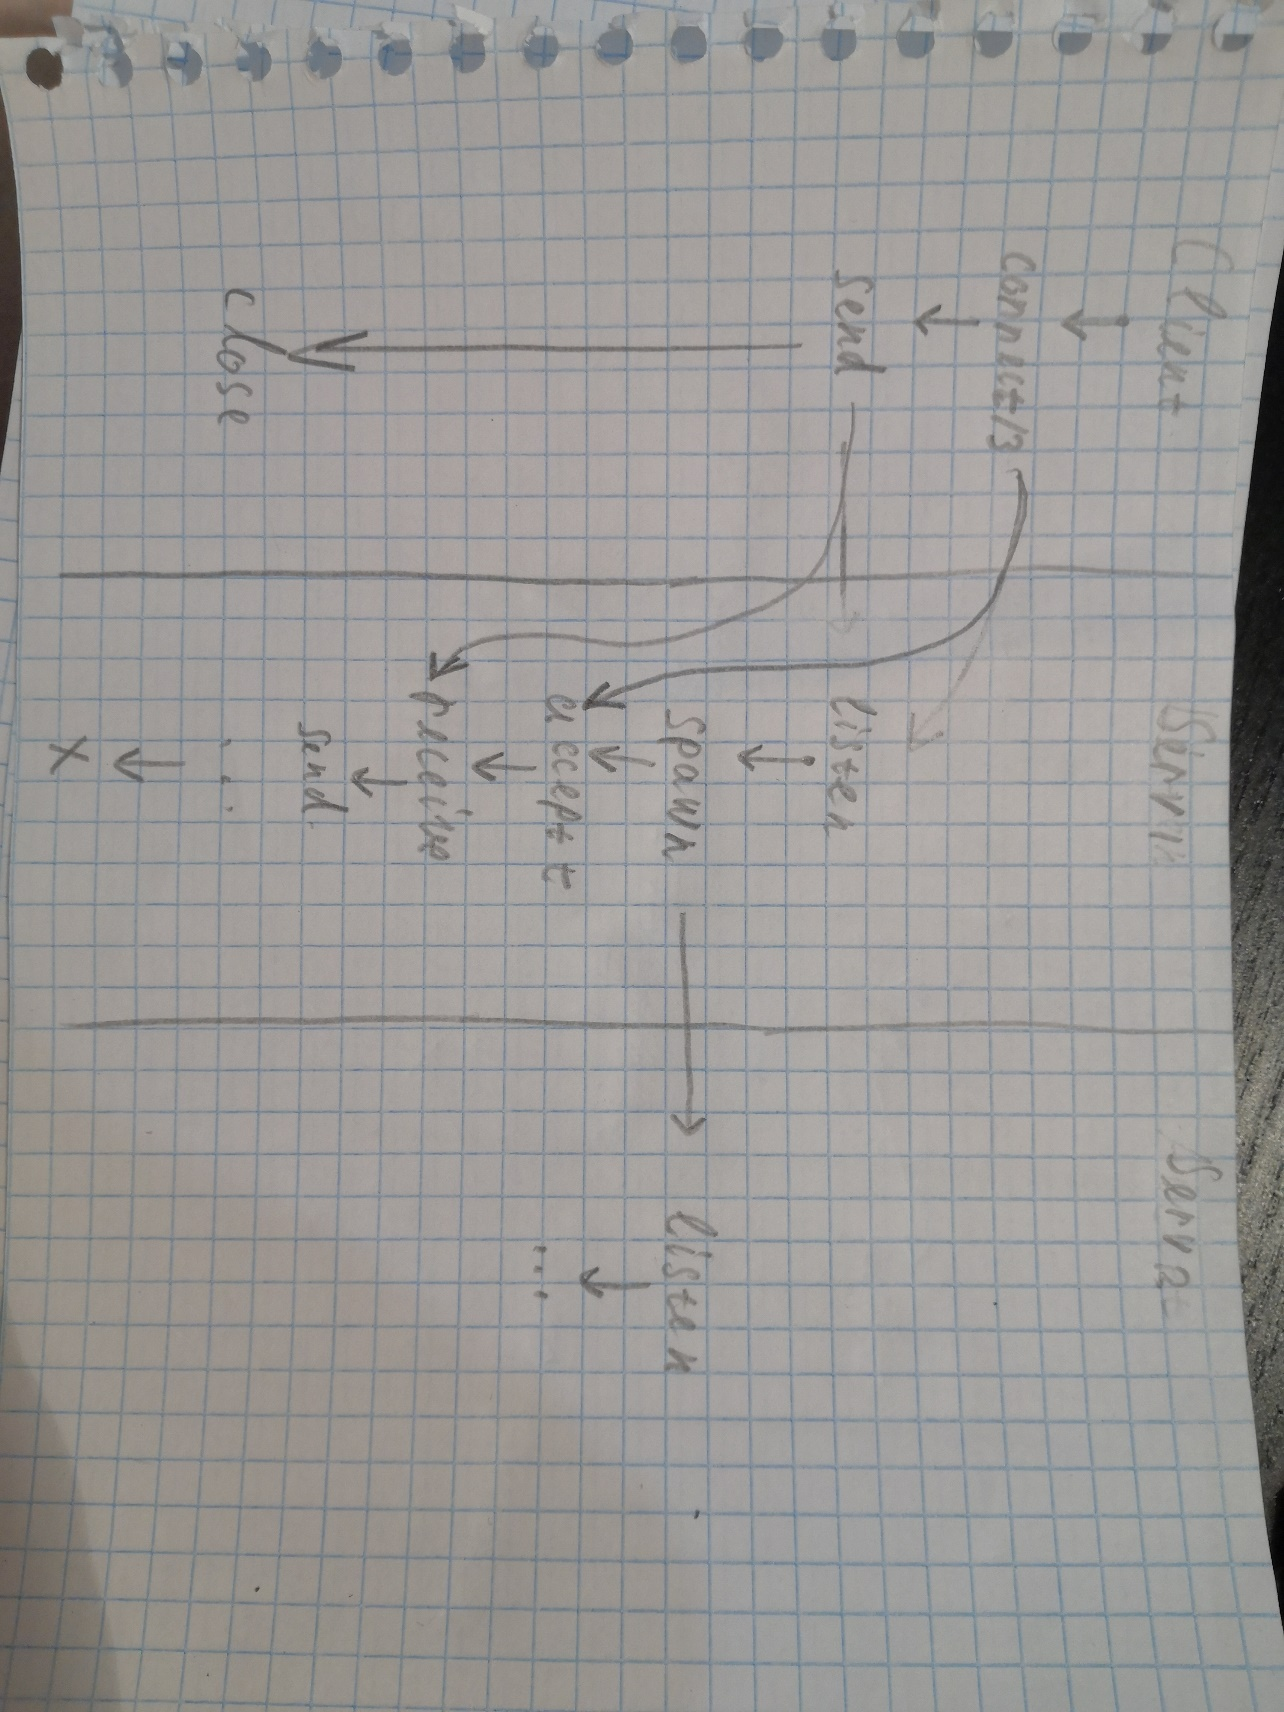 Client Server Server
connect/3
send listen
spawn listen
accept ...
receive
send
close ...
X